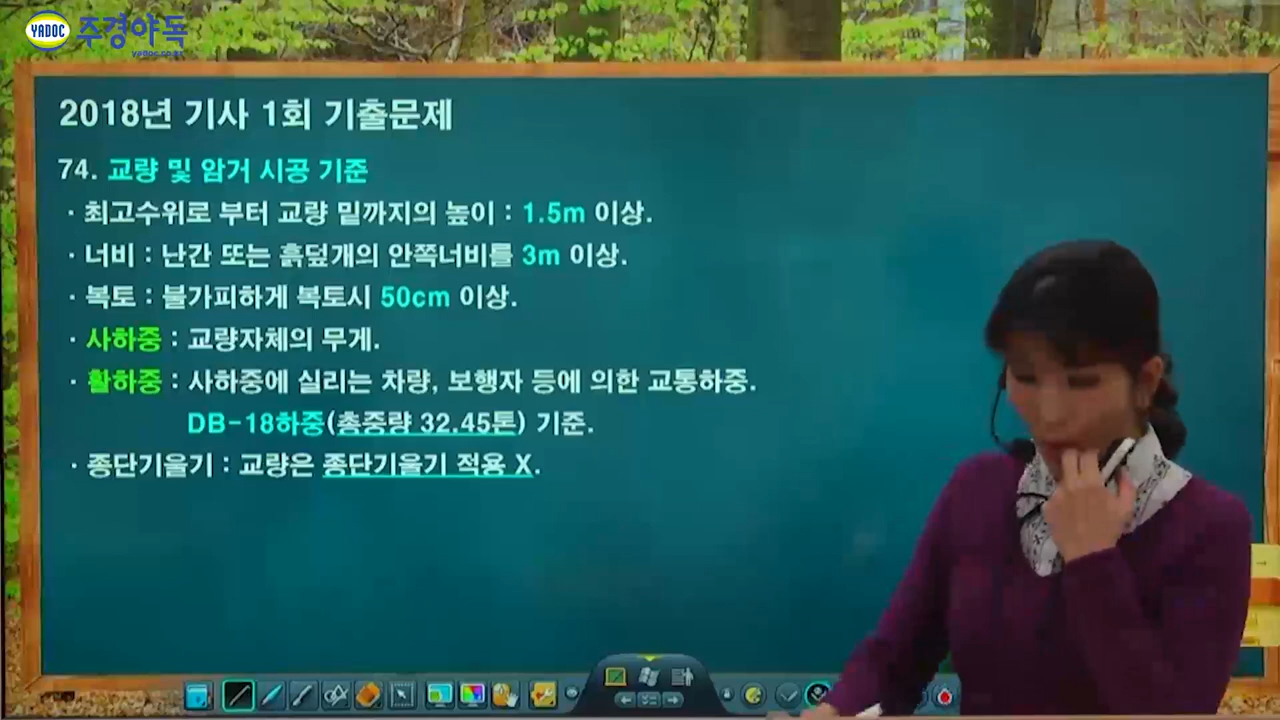 YADOC 주경야독
yadoc.co.kr
2018년 기사 1회 기출문제
74. 교량 및 암거 시공 기준
· 최고수위로 부터 교량 밑까지의 높이 : 1.5m 이상.
· 너비 : 난간 또는 흙덮개의 안쪽너비를 3m 이상.
· 복토 : 불가피하게 복토시 50cm 이상.
· 사하중 : 교량자체의 무게.
· 활하중 : 사하중에 실리는 차량, 보행자 등에 의한 교통하중.
DB-18하중(총중량 32.45톤) 기준.
· 종단기울기 : 교량은 종단기울기 적용 X.